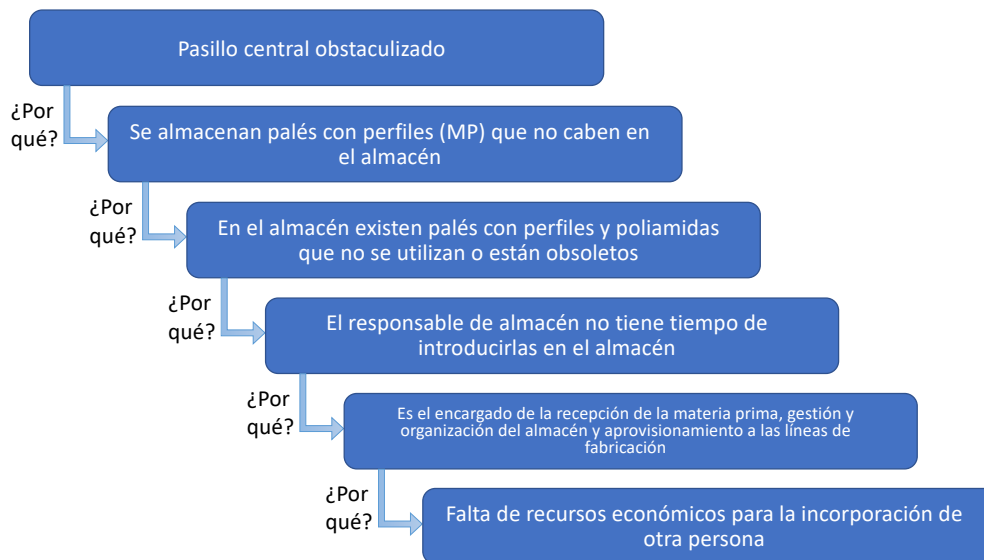 Pasillo central obstaculizado
¿Por
qué?
Se almacenan palés con perfiles (MP) que no caben en
el almacén
¿Por
qué?
En el almacén existen palés con perfiles y poliamidas
que no se utilizan o están obsoletos
¿Por
qué?
El responsable de almacén no tiene tiempo de
introducirlas en el almacén
¿Por
qué?
Es el encargado de la recepción de la materia prima, gestión y
organización del almacén y aprovisionamiento a las líneas de
fabricación
¿Por
qué?
Falta de recursos económicos para la incorporación de
otra persona